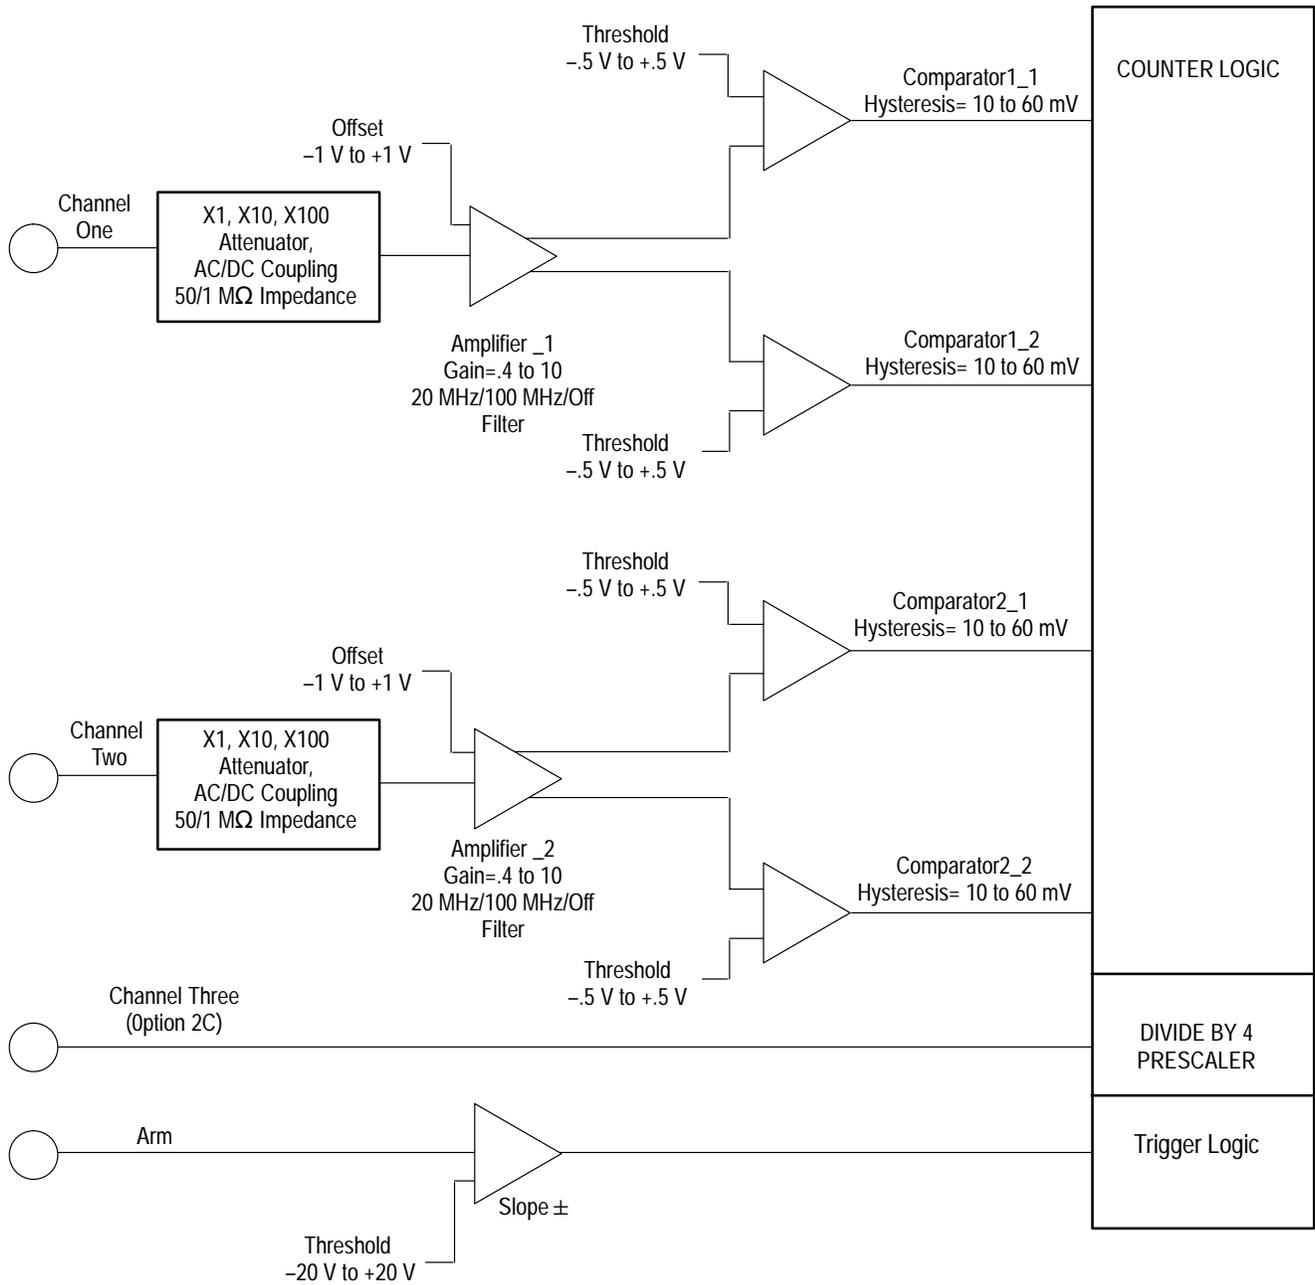 Threshold
–.5 V to +.5 V
COUNTER LOGIC
Comparator1_1
Hysteresis= 10 to 60 mV
Offset
–1 V to +1 V
Channel
One
X1, X10, X100
Attenuator,
AC/DC Coupling
50/1 MΩ Impedance
Amplifier _1
Gain=.4 to 10
20 MHz/100 MHz/Off
Filter
Comparator1_2
Hysteresis= 10 to 60 mV
Threshold
–.5 V to +.5 V
Threshold
–.5 V to +.5 V
Comparator2_1
Hysteresis= 10 to 60 mV
Offset
–1 V to +1 V
Channel
Two
X1, X10, X100
Attenuator,
AC/DC Coupling
50/1 MΩ Impedance
Amplifier _2
Gain=.4 to 10
20 MHz/100 MHz/Off
Filter
Comparator2_2
Hysteresis= 10 to 60 mV
Threshold
–.5 V to +.5 V
Channel Three
(0ption 2C)
DIVIDE BY 4
PRESCALER
Arm
Trigger Logic
Slope ±
Threshold
–20 V to +20 V